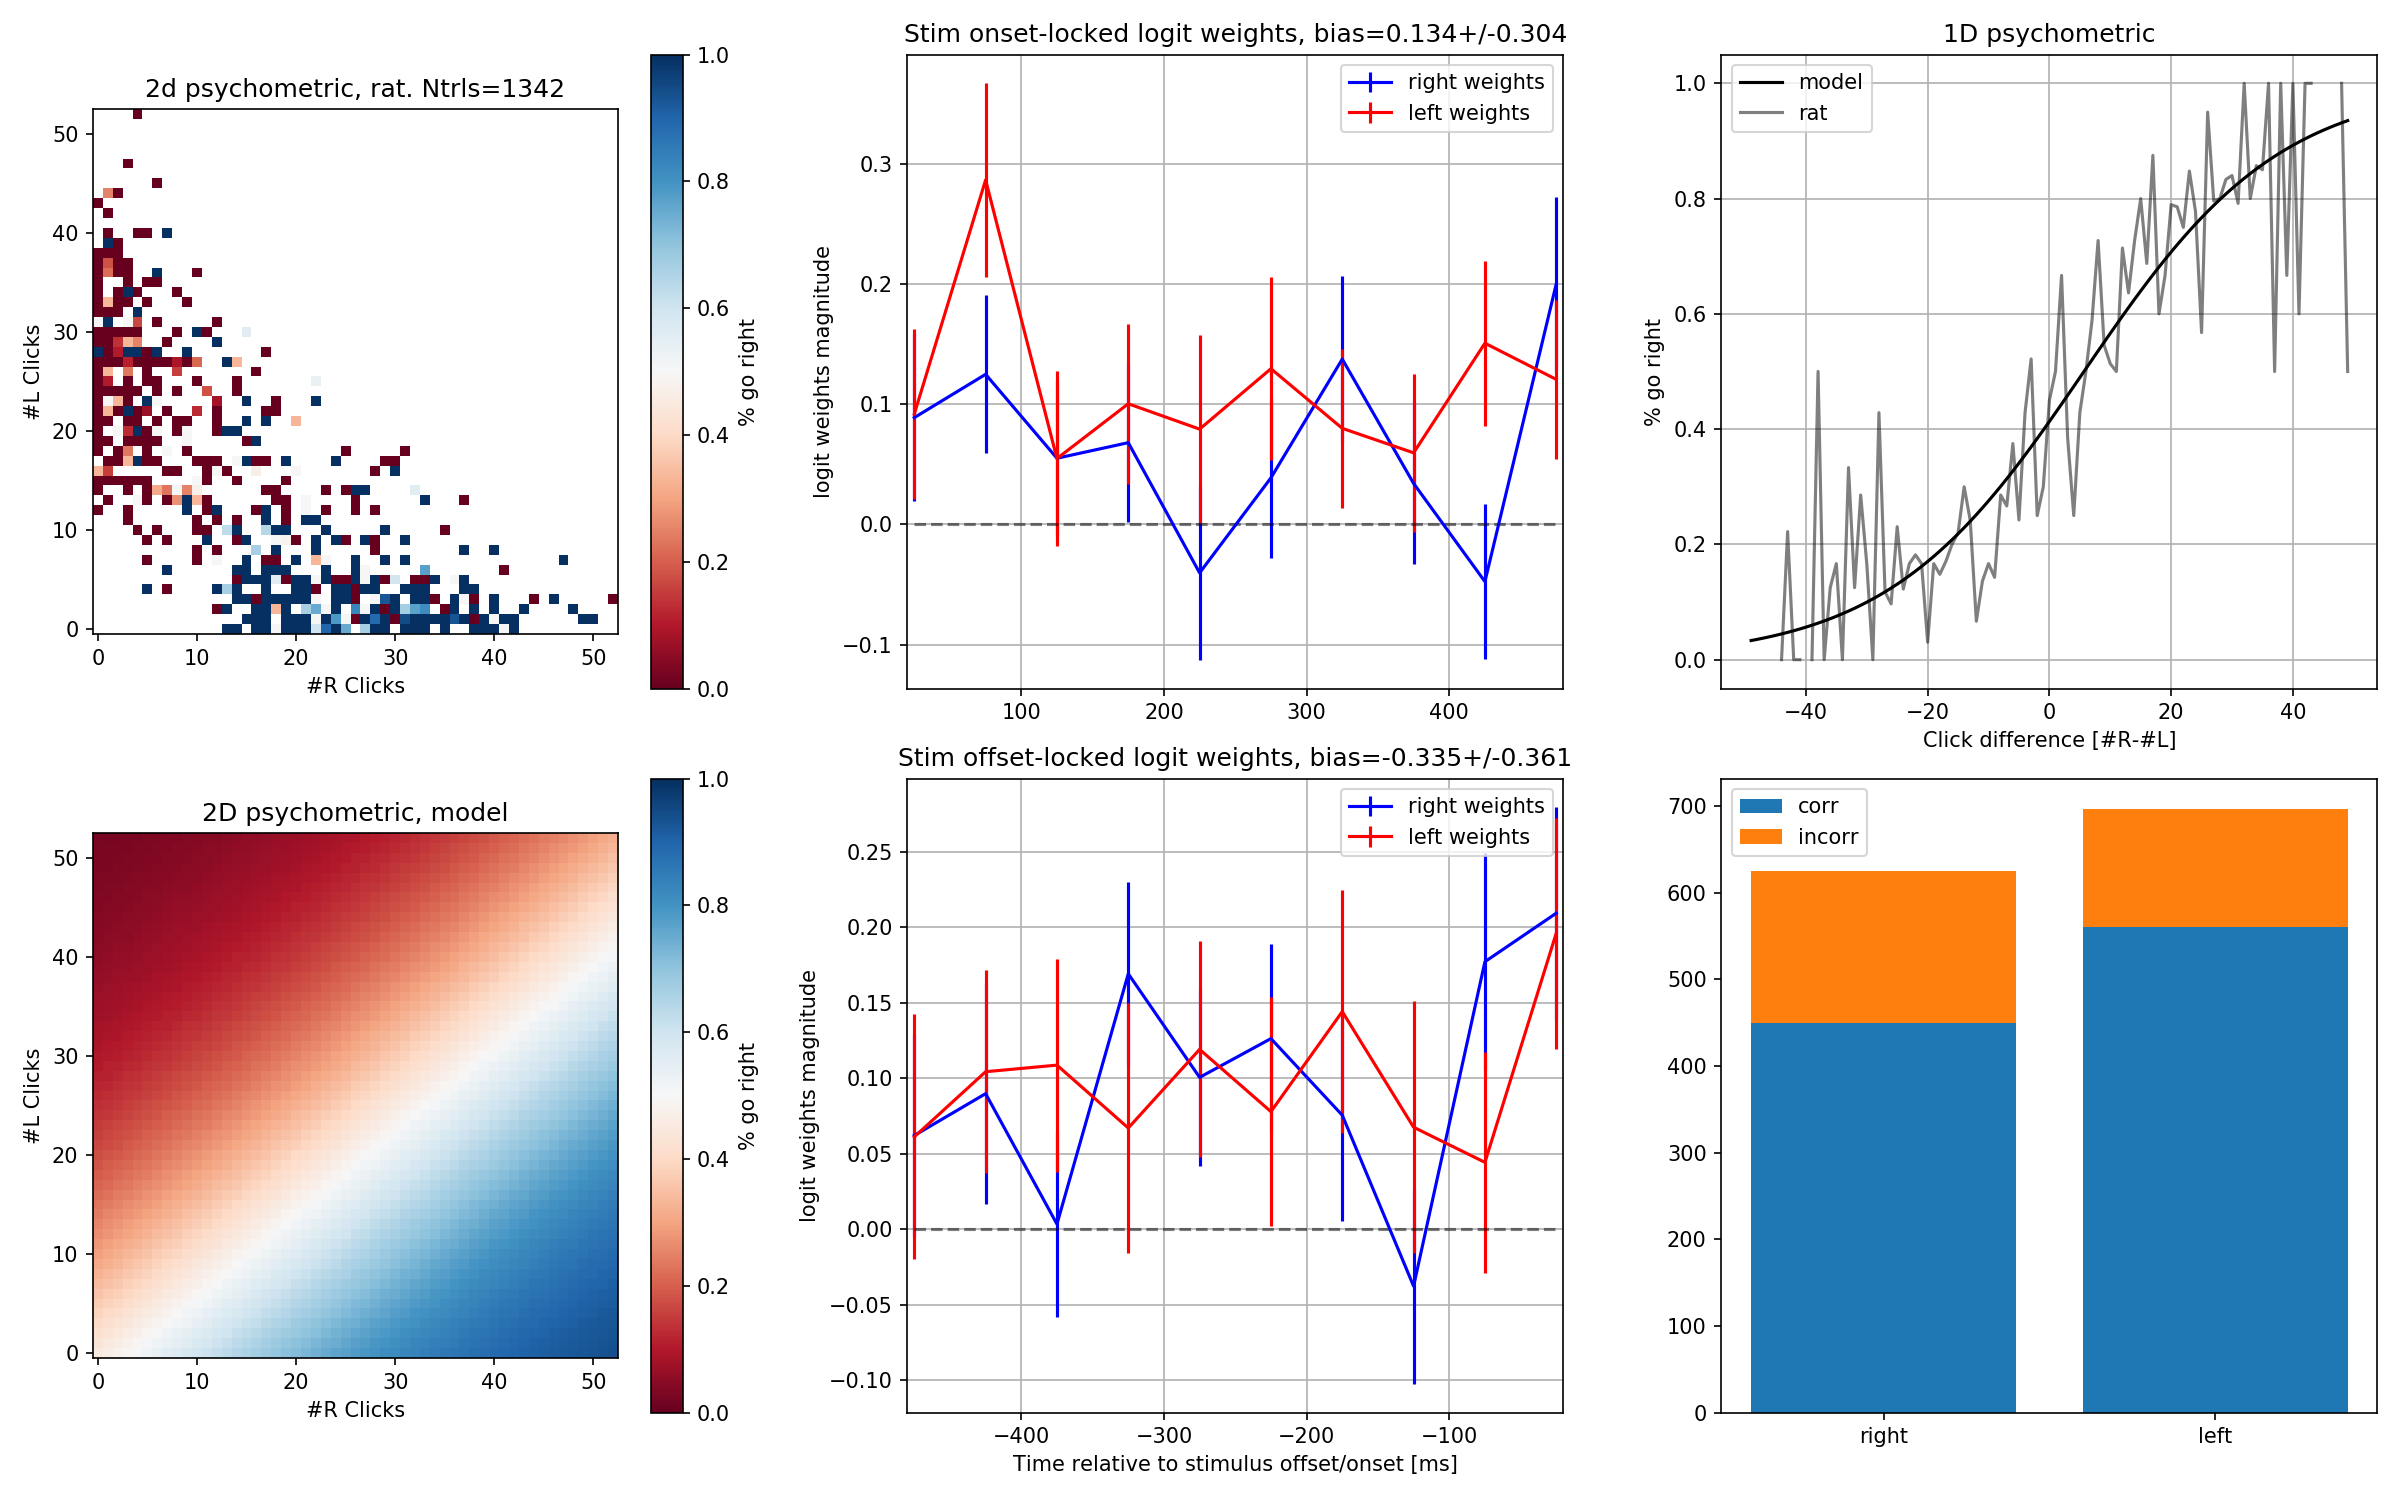 2d psychometric, rat. Ntrls=1342
50
40
30
20
10
0
#L Clicks
0 10 20 30 40 50
#R Clicks
1.0
0.8
0.6
0.4
0.2
0.0
% go right
Stim onset-locked logit weights, bias=0.134+/-0.304
right weights
left weights
0.3
0.2
0.1
0.0
−0.1
logit weights magnitude
100 200 300 400
1D psychometric
model
rat
1.0
0.8
0.6
0.4
0.2
0.0
% go right
−40 −20 0 20 40
Click difference [#R-#L]
2D psychometric, model
50
40
30
20
10
0
#L Clicks
0 10 20 30 40 50
#R Clicks
1.0
0.8
0.6
0.4
0.2
0.0
% go right
Stim offset-locked logit weights, bias=-0.335+/-0.361
right weights
left weights
0.25
0.20
0.15
0.10
0.05
0.00
−0.05
−0.10
logit weights magnitude
−400 −300 −200 −100
Time relative to stimulus offset/onset [ms]
corr
incorr
700
600
500
400
300
200
100
0
right left